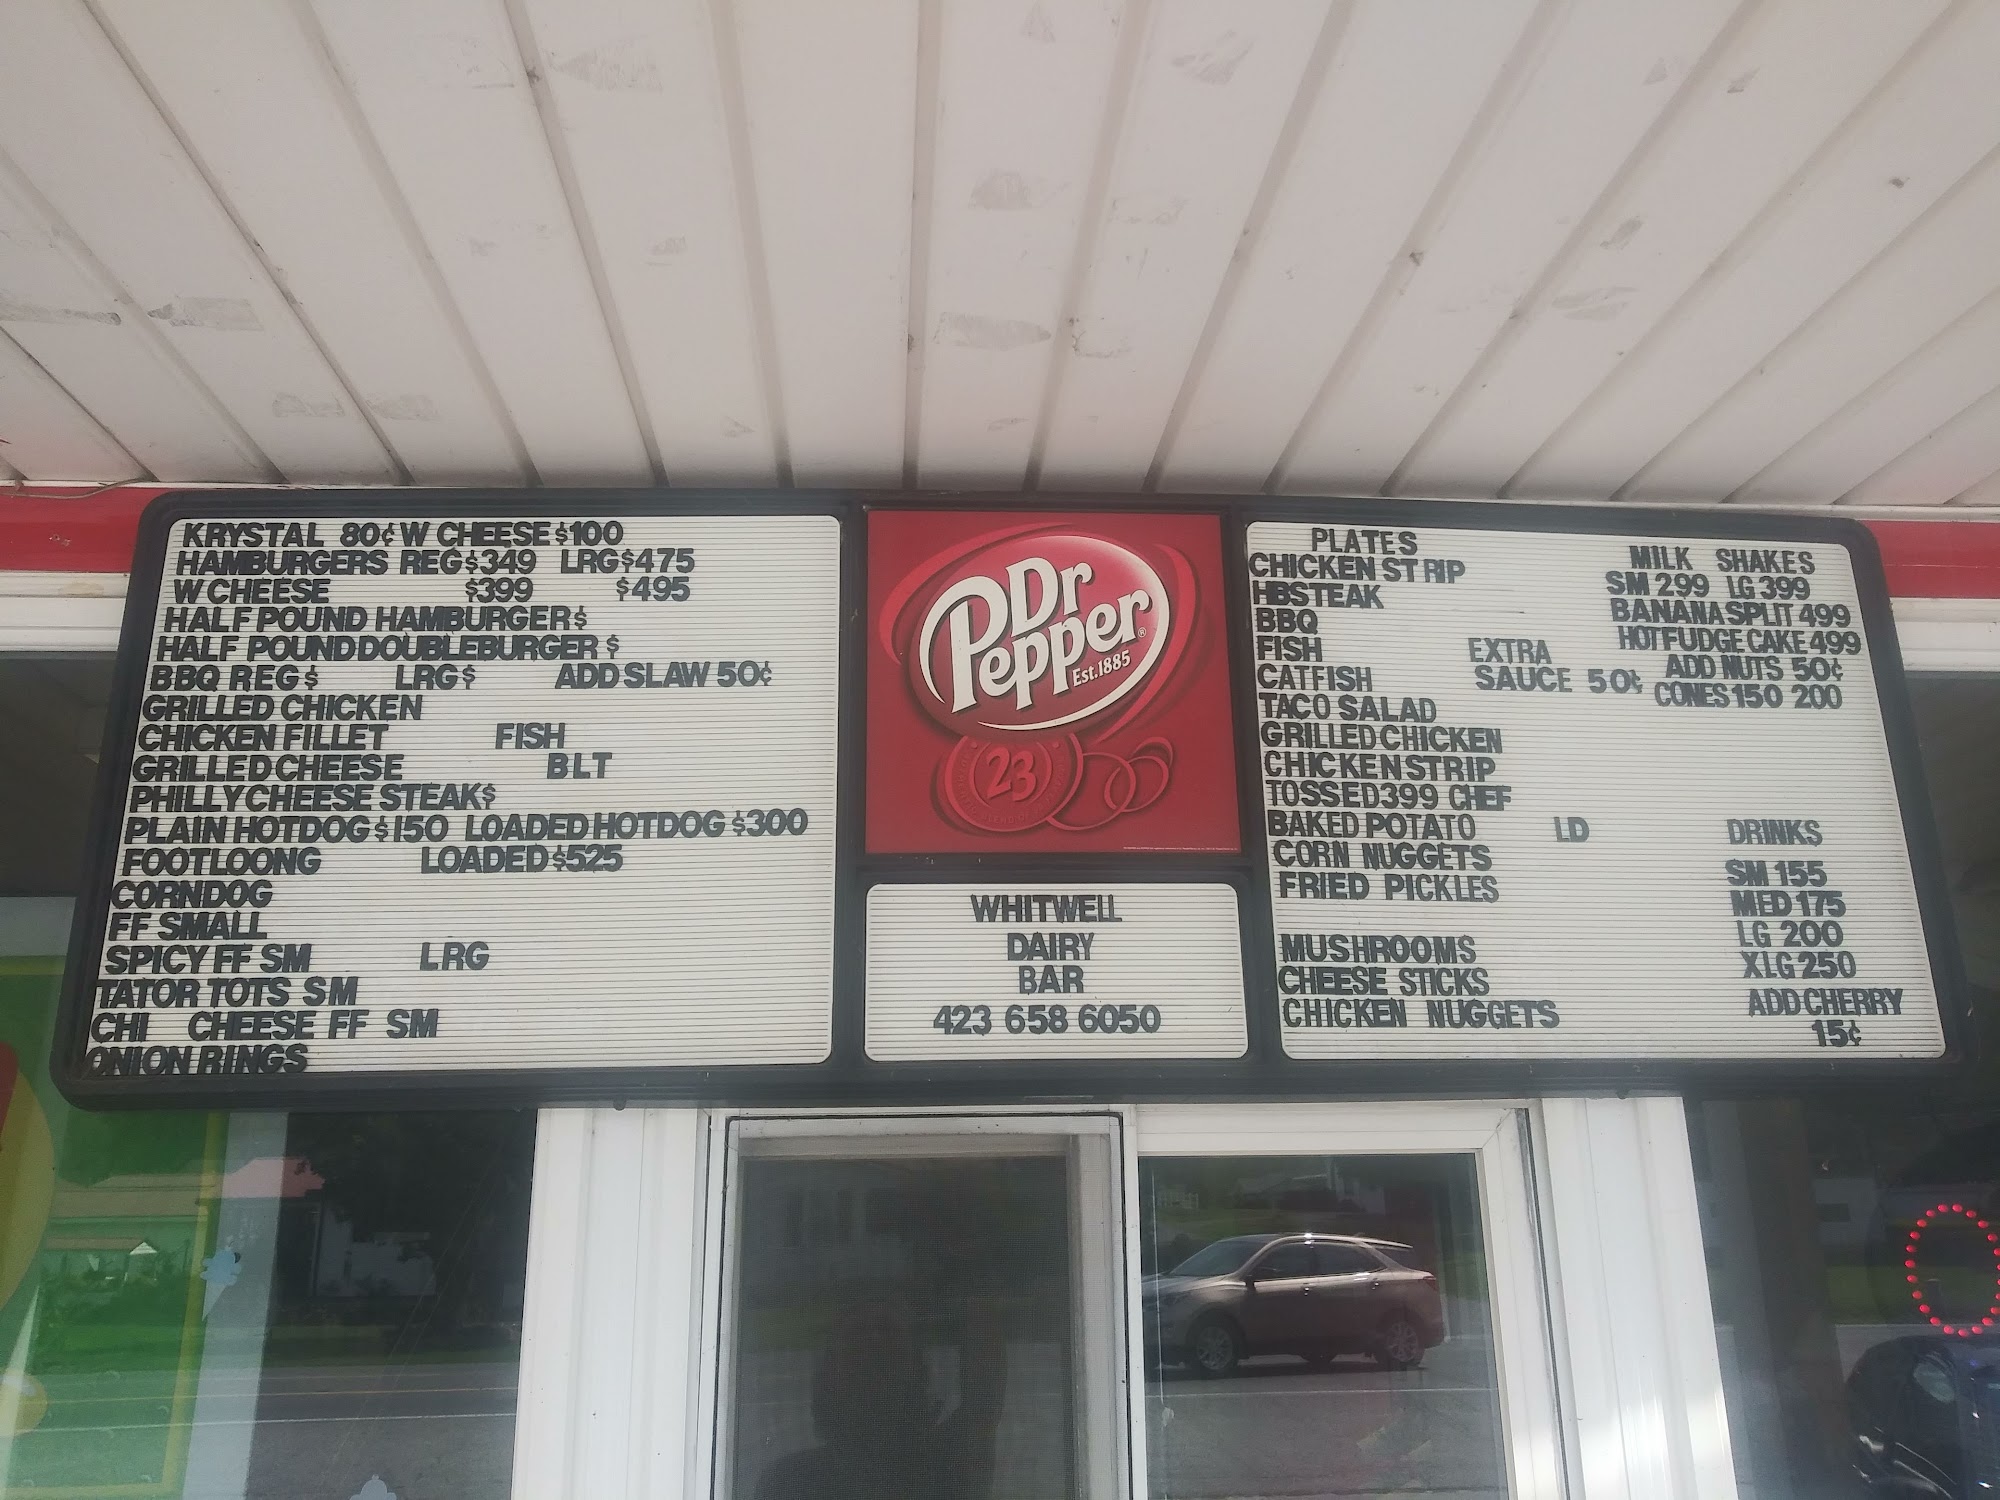 KRYSTAL 80¢ W CHEESE $100
HAMBURGERS REG $349 LRG $475
W CHEESE $399 $495
HALF POUND HAMBURGER $
HALF POUND DOUBLEBURGER $
BBQ REG $ LRG $ ADD SLAW 50¢
GRILLED CHICKEN
CHICKEN FILLET FISH
GRILLED CHEESE BLT
PHILLY CHEESE STEAK $
PLAIN HOTDOG $150 LOADED HOTDOG $300
FOOTLOONG LOADED $525
CORNDOG
FF SMALL
SPICY FF SM LRG
TATOR TOTS SM
CHI CHEESE FF SM
ONION RINGS
Dr
Pepper®
Est. 1885
23
WHITWELL
DAIRY
BAR
423 658 6050
PLATES
CHICKEN STRIP
HBSTEAK
BBQ
FISH
CATFISH
TACO SALAD
GRILLED CHICKEN
CHICKEN STRIP
TOSSED 399 CHEF
BAKED POTATO LD
CORN NUGGETS
FRIED PICKLES
MUSHROOMS
CHEESE STICKS
CHICKEN NUGGETS
EXTRA
SAUCE 50¢
MILK SHAKES
SM 299 LG 399
BANANA SPLIT 499
HOT FUDGE CAKE 499
ADD NUTS 50¢
CONES 150 200
DRINKS
SM 155
MED 175
LG 200
XLG 250
ADD CHERRY
15¢